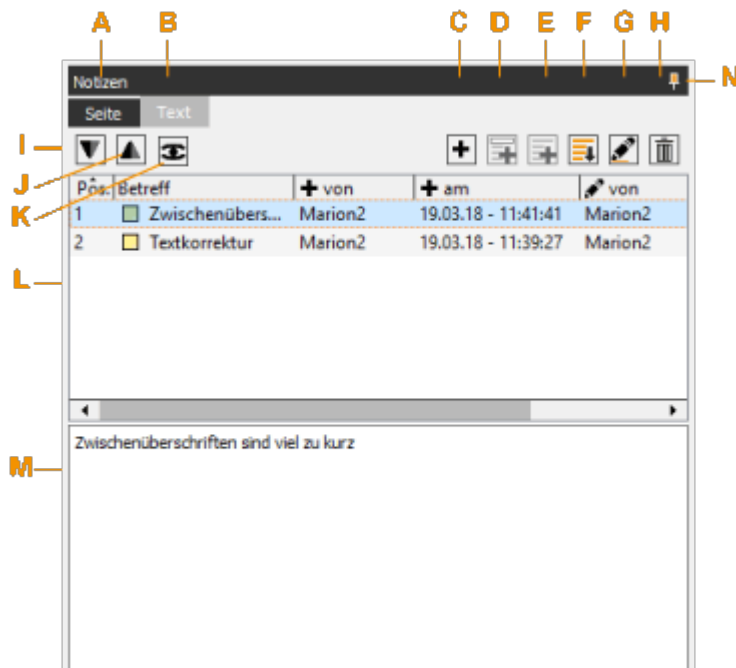 A B C D E F G H
Notizen N
Seite Text
I
J
K
Pos. Betreff von am von
1 Zwischenübers... Marion2 19.03.18 - 11:41:41 Marion2
2 Textkorrektur Marion2 19.03.18 - 11:39:27 Marion2
L
Zwischenüberschriften sind viel zu kurz
M